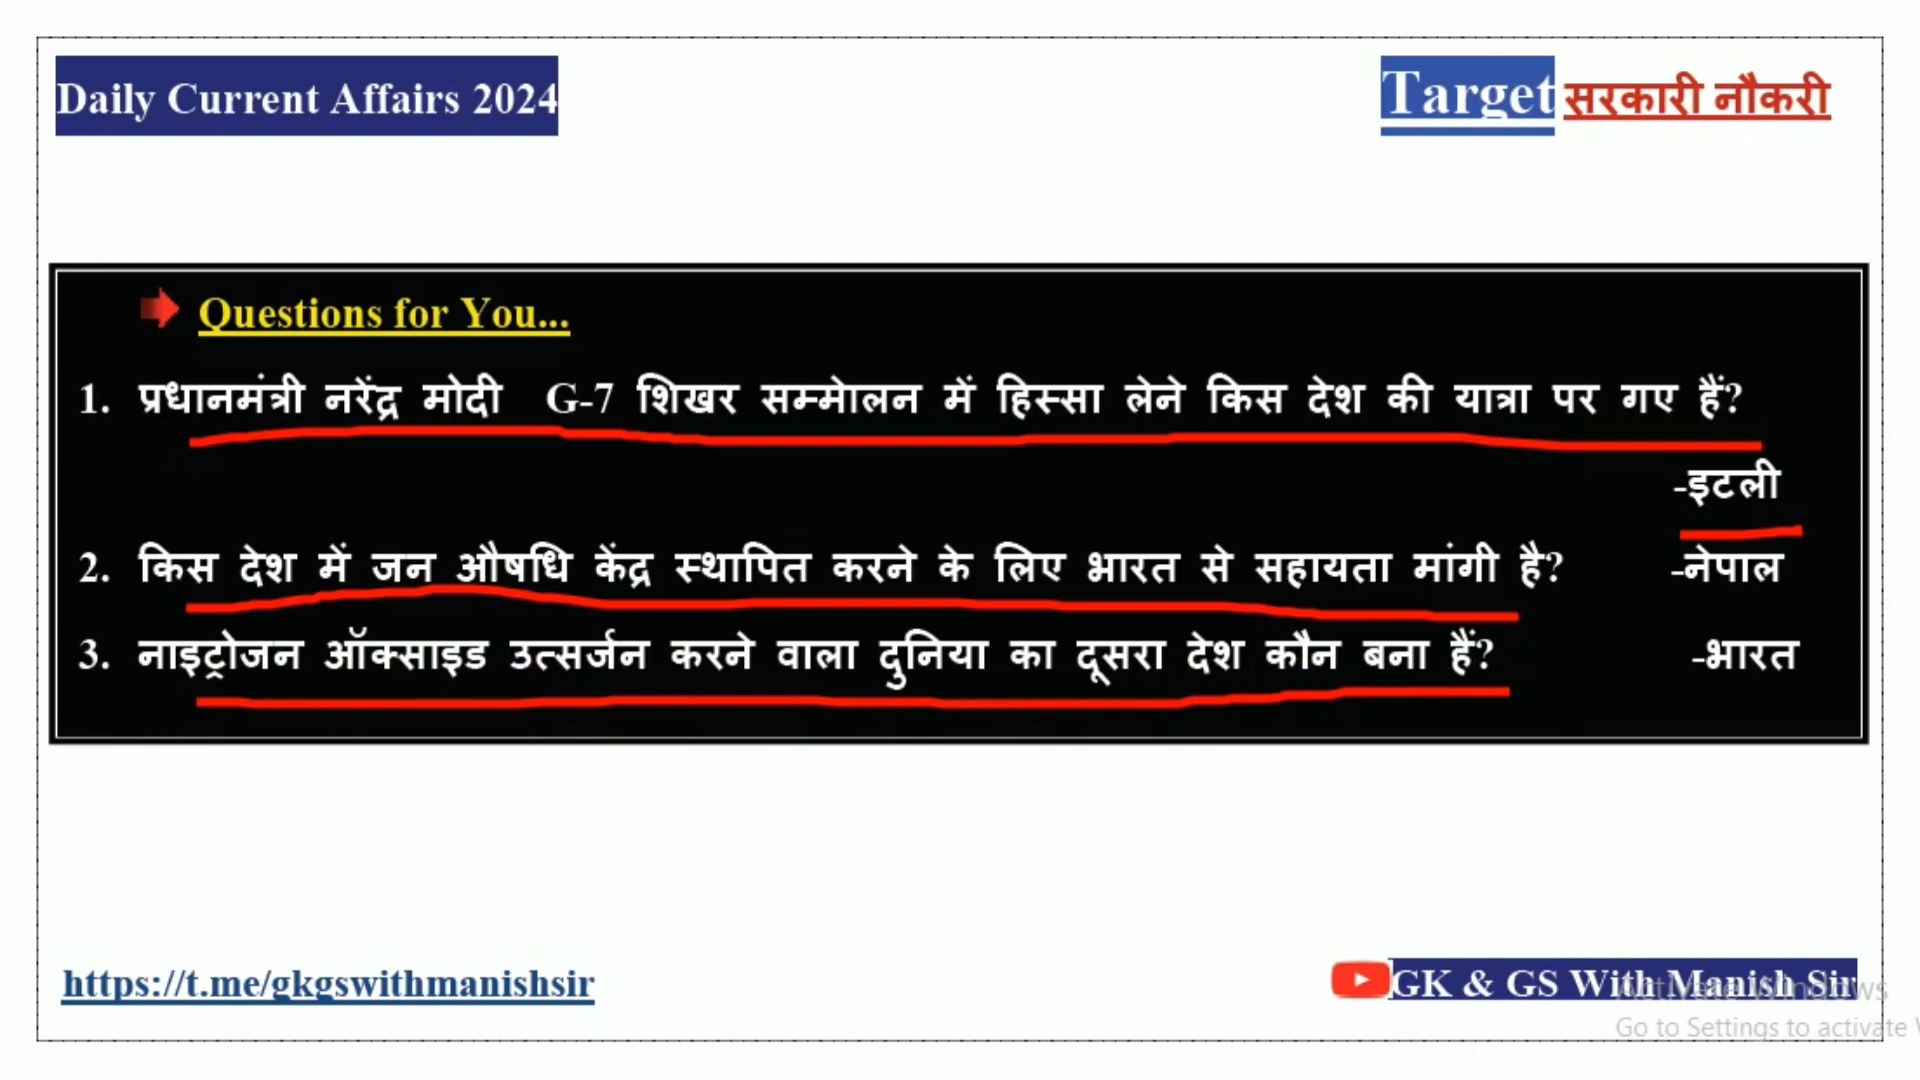 Daily Current Affairs 2024
Target सरकारी नौकरी
Questions for You...
1. प्रधानमंत्री नरेंद्र मोदी G-7 शिखर सम्मेालन में हिस्सा लेने किस देश की यात्रा पर गए हैं?
-इटली
2. किस देश में जन औषधि केंद्र स्थापित करने के लिए भारत से सहायता मांगी है? -नेपाल
3. नाइट्रोजन ऑक्साइड उत्सर्जन करने वाला दुनिया का दूसरा देश कौन बना हैं? -भारत
https://t.me/gkgswithmanishsir
GK & GS With Manish Sir
Activate Windows
Go to Settings to activate